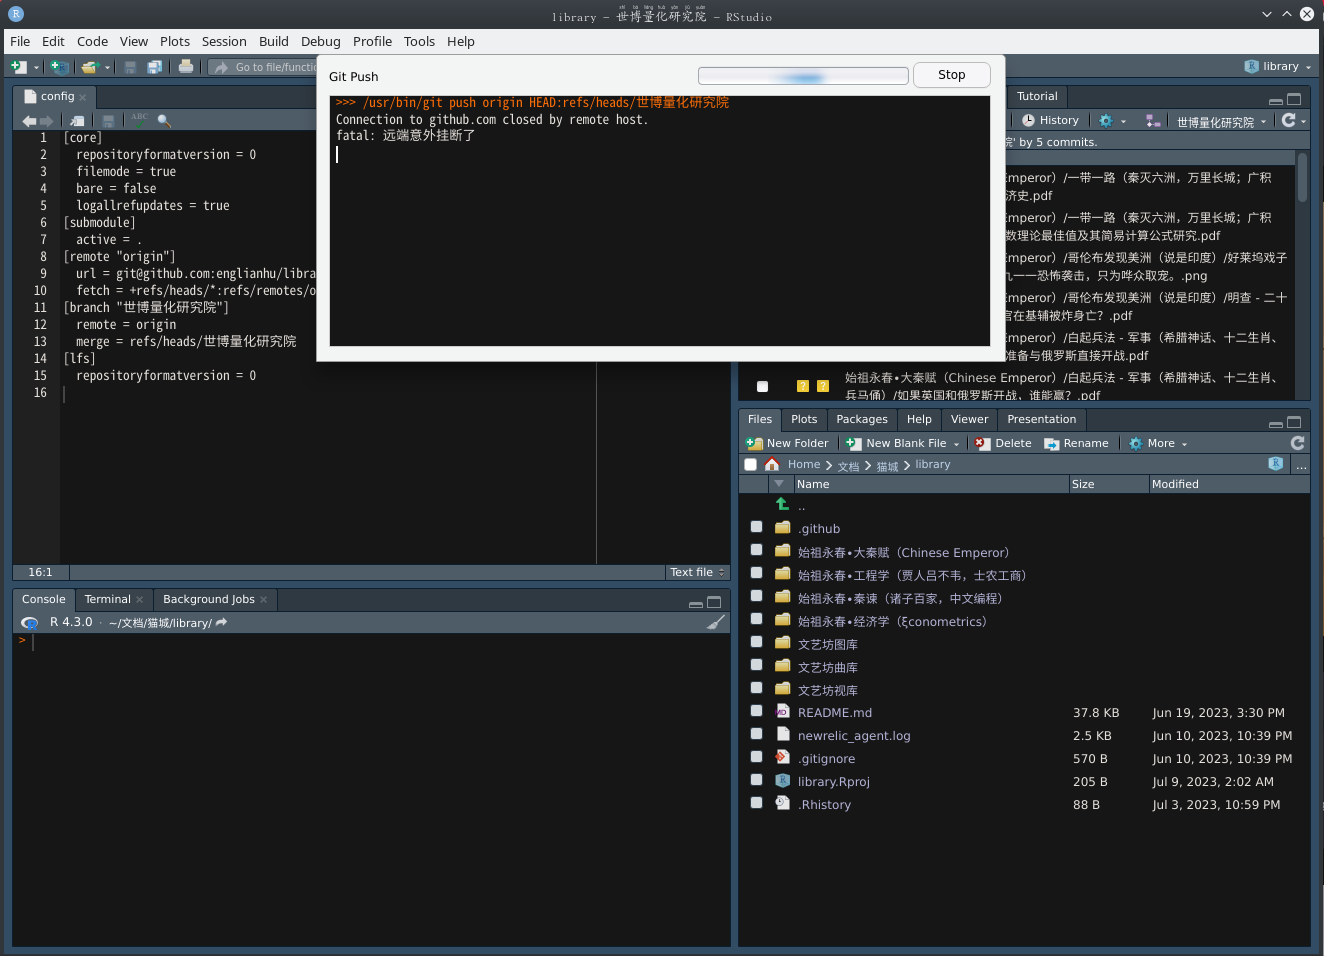 shì bó liàng huà yán jiū yuàn
library – 世博量化研究院 – RStudio
File Edit Code View Plots Session Build Debug Profile Tools Help
Go to file/functio
library
Git Push
Stop
>>> /usr/bin/git push origin HEAD:refs/heads/世博量化研究院
Connection to github.com closed by remote host.
fatal: 远端意外挂断了
config
ABC
1 [core]
2 repositoryformatversion = 0
3 filemode = true
4 bare = false
5 logallrefupdates = true
6 [submodule]
7 active = .
8 [remote "origin"]
9 url = git@github.com:englianhu/libra
10 fetch = +refs/heads/*:refs/remotes/o
11 [branch "世博量化研究院"]
12 remote = origin
13 merge = refs/heads/世博量化研究院
14 [lfs]
15 repositoryformatversion = 0
16
16:1 Text file
Console Terminal Background Jobs
R 4.3.0 · ~/文档/猫城/library/
>
Tutorial
History 世博量化研究院
院' by 5 commits.
Emperor）/一带一路（秦灭六洲，万里长城；广积
济史.pdf
Emperor）/一带一路（秦灭六洲，万里长城；广积
数理论最佳值及其简易计算公式研究.pdf
Emperor）/哥伦布发现美洲（说是印度）/好莱坞戏子
九一一恐怖袭击，只为哗众取宠。.png
Emperor）/哥伦布发现美洲（说是印度）/明查 - 二十
官在基辅被炸身亡？.pdf
Emperor）/白起兵法 - 军事（希腊神话、十二生肖、
准备与俄罗斯直接开战.pdf
? ? 始祖永春•大秦赋（Chinese Emperor）/白起兵法 - 军事（希腊神话、十二生肖、
兵马俑）/如果英国和俄罗斯开战，谁能赢？.pdf
Files Plots Packages Help Viewer Presentation
New Folder New Blank File Delete Rename More
Home 文档 猫城 library ...
Name Size Modified
..
.github
始祖永春•大秦赋（Chinese Emperor）
始祖永春•工程学（贾人吕不韦，士农工商）
始祖永春•秦谏（诸子百家，中文编程）
始祖永春•经济学（ξconometrics）
文艺坊图库
文艺坊曲库
文艺坊视库
README.md 37.8 KB Jun 19, 2023, 3:30 PM
newrelic_agent.log 2.5 KB Jun 10, 2023, 10:39 PM
.gitignore 570 B Jun 10, 2023, 10:39 PM
library.Rproj 205 B Jul 9, 2023, 2:02 AM
.Rhistory 88 B Jul 3, 2023, 10:59 PM